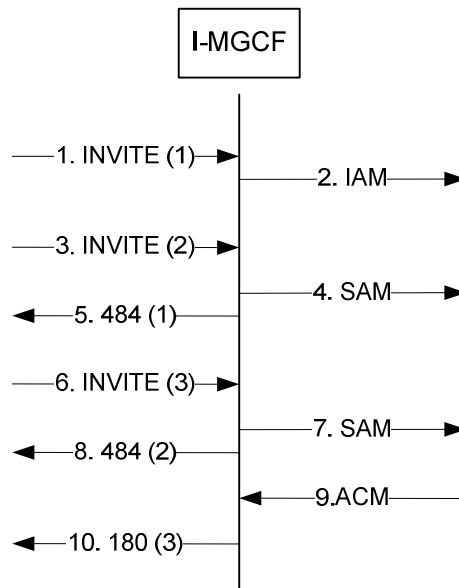 I-MGCF
1. INVITE (1)
2. IAM
3. INVITE (2)
4. SAM
5. 484 (1)
6. INVITE (3)
7. SAM
8. 484 (2)
9.ACM
10. 180 (3)